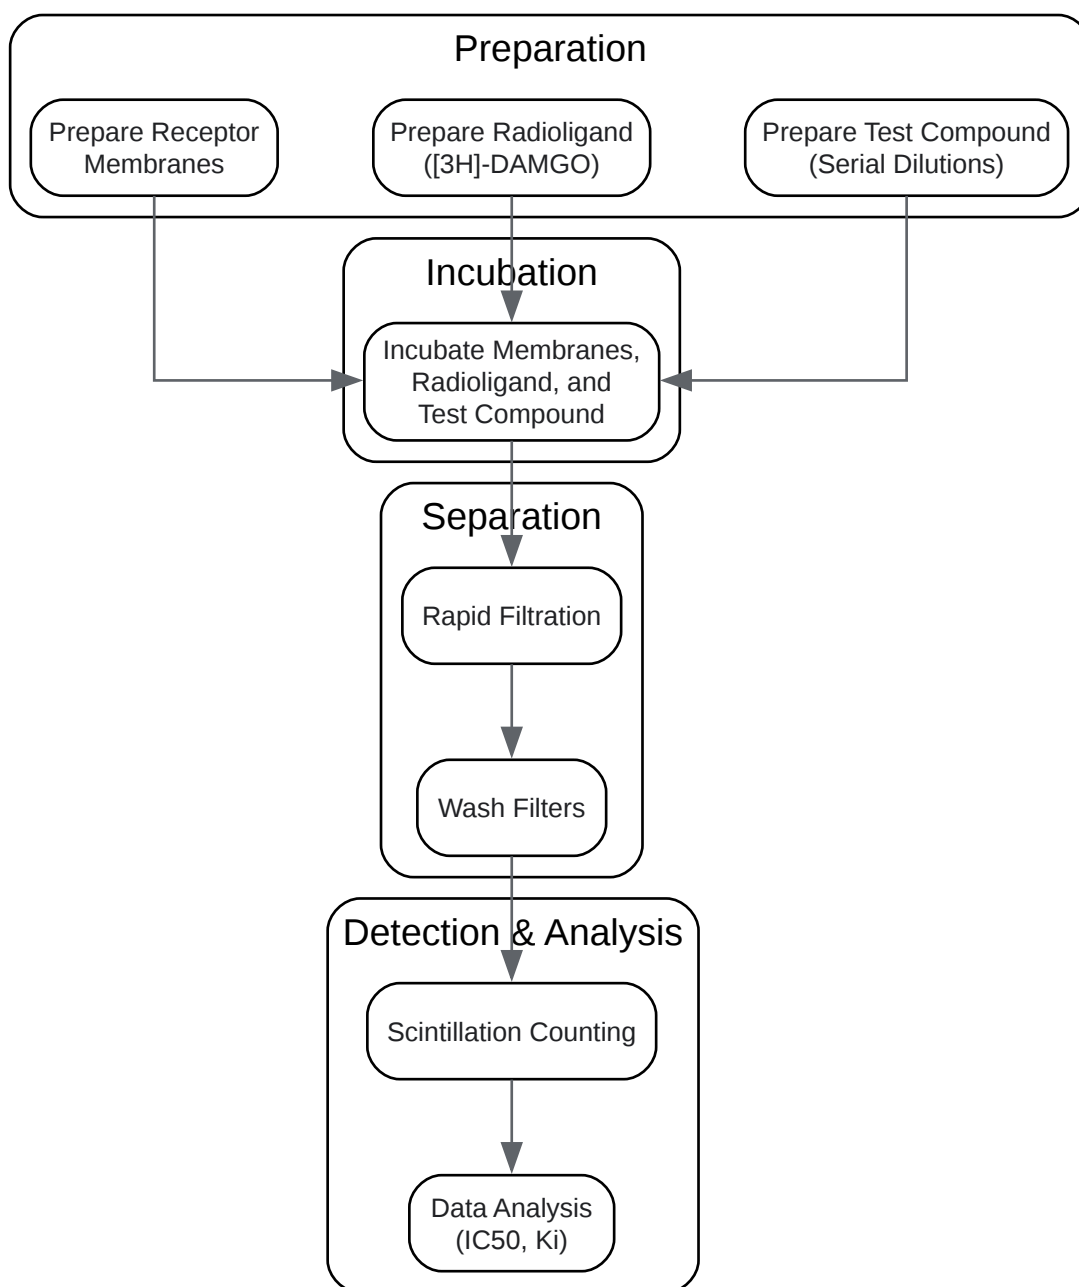 Preparation
Prepare Receptor
Membranes
Prepare Radioligand
([3H]-DAMGO)
Prepare Test Compound
(Serial Dilutions)
Incubation
Incubate Membranes,
Radioligand, and
Test Compound
Separation
Rapid Filtration
Wash Filters
Detection & Analysis
Scintillation Counting
Data Analysis
(IC50, Ki)